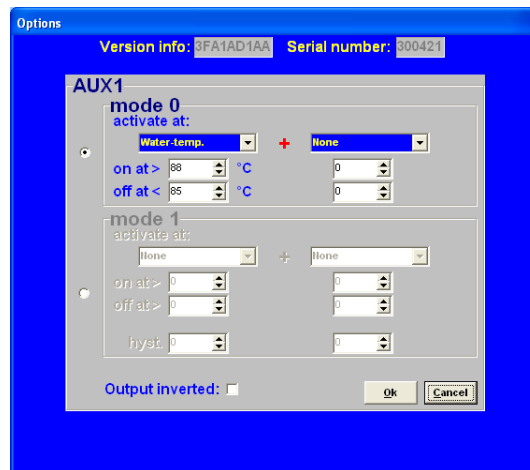 Options
Version info: 3FA1AD1AA Serial number: 300421
AUX1
mode 0
activate at:
Water-temp. + None
on at > 88 °C 0
off at < 85 °C 0
mode 1
activate at:
None + None
on at > 0 0
off at > 0 0
hyst. 0 0
Output inverted: Ok Cancel